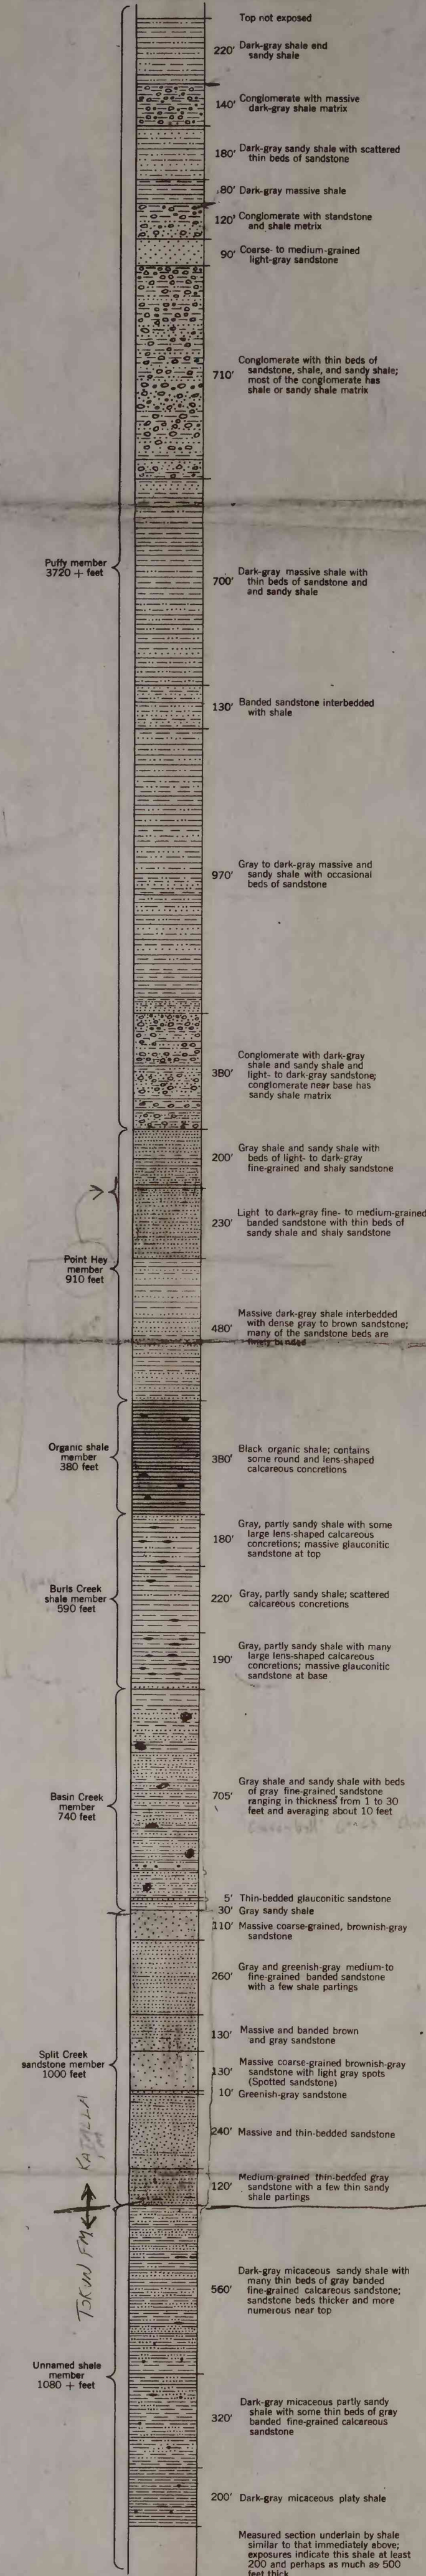 Top not exposed
220' Dark-gray shale end
sandy shale
140' Conglomerate with massive
dark-gray shale matrix
180' Dark-gray sandy shale with scattered
thin beds of sandstone
80' Dark-gray massive shale
120' Conglomerate with standstone
and shale metrix
90' Coarse- to medium-grained
light-gray sandstone
710' Conglomerate with thin beds of
sandstone, shale, and sandy shale;
most of the conglomerate has
shale or sandy shale matrix
Puffy member
3720 + feet
700' Dark-gray massive shale with
thin beds of sandstone and
and sandy shale
130' Banded sandstone interbedded
with shale
970' Gray to dark-gray massive and
sandy shale with occasional
beds of sandstone
380' Conglomerate with dark-gray
shale and sandy shale and
light- to dark-gray sandstone;
conglomerate near base has
sandy shale matrix
200' Gray shale and sandy shale with
beds of light- to dark-gray
fine-grained and shaly sandstone
230' Light to dark-gray fine- to medium-grained
banded sandstone with thin beds of
sandy shale and shaly sandstone
Point Hey
member
910 feet
480' Massive dark-gray shale interbedded
with dense gray to brown sandstone;
many of the sandstone beds are
finely banded
Organic shale
member
380 feet
380' Black organic shale; contains
some round and lens-shaped
calcareous concretions
180' Gray, partly sandy shale with some
large lens-shaped calcareous
concretions; massive glauconitic
sandstone at top
Burls Creek
shale member
590 feet
220' Gray, partly sandy shale; scattered
calcareous concretions
190' Gray, partly sandy shale with many
large lens-shaped calcareous
concretions; massive glauconitic
sandstone at base
Basin Creek
member
740 feet
705' Gray shale and sandy shale with beds
of gray fine-grained sandstone
ranging in thickness from 1 to 30
feet and averaging about 10 feet
5' Thin-bedded glauconitic sandstone
30' Gray sandy shale
110' Massive coarse-grained, brownish-gray
sandstone
260' Gray and greenish-gray medium-to
fine-grained banded sandstone
with a few shale partings
Split Creek
sandstone member
1000 feet
130' Massive and banded brown
and gray sandstone
130' Massive coarse-grained brownish-gray
sandstone with light gray spots
(Spotted sandstone)
10' Greenish-gray sandstone
240' Massive and thin-bedded sandstone
120' Medium-grained thin-bedded gray
sandstone with a few thin sandy
shale partings
KATALLA
TOKUN FM
560' Dark-gray micaceous sandy shale with
many thin beds of gray banded
fine-grained calcareous sandstone;
sandstone beds thicker and more
numerous near top
Unnamed shale
member
1080 + feet
320' Dark-gray micaceous partly sandy
shale with some thin beds of gray
banded fine-grained calcareous
sandstone
200' Dark-gray micaceous platy shale
Measured section underlain by shale
similar to that immediately above;
exposures indicate this shale at least
200 and perhaps as much as 500
feet thick